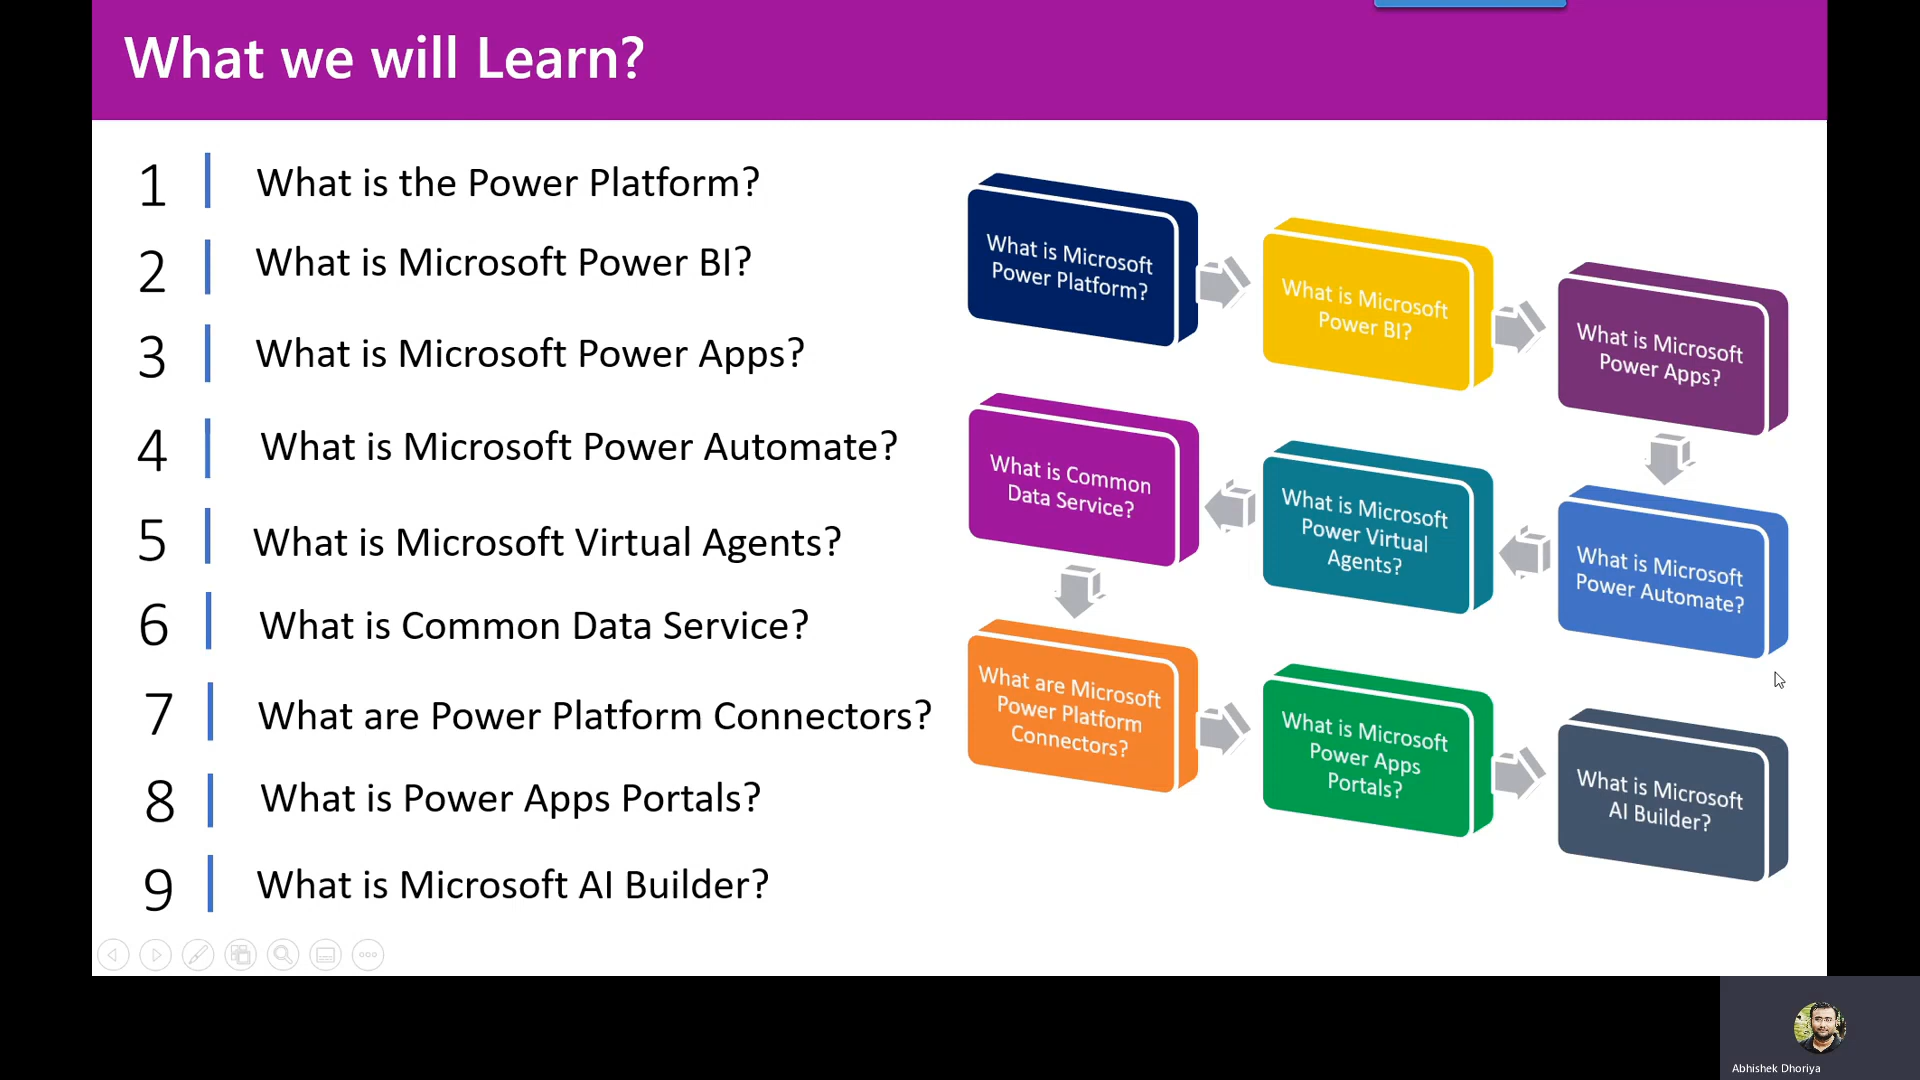 What we will Learn?
1 What is the Power Platform?
2 What is Microsoft Power BI?
3 What is Microsoft Power Apps?
4 What is Microsoft Power Automate?
5 What is Microsoft Virtual Agents?
6 What is Common Data Service?
7 What are Power Platform Connectors?
8 What is Power Apps Portals?
9 What is Microsoft AI Builder?
What is Microsoft
Power Platform?
What is Microsoft
Power BI?
What is Microsoft
Power Apps?
What is Common
Data Service?
What is Microsoft
Power Virtual
Agents?
What is Microsoft
Power Automate?
What are Microsoft
Power Platform
Connectors?
What is Microsoft
Power Apps
Portals?
What is Microsoft
AI Builder?
Abhishek Dhoriya